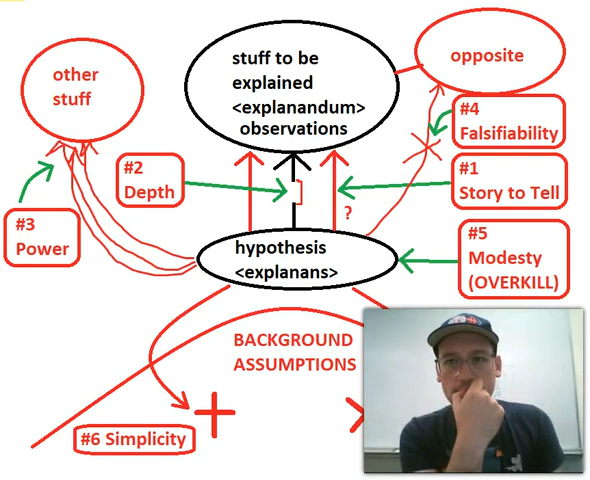 other
stuff
stuff to be
explained
<explanandum>
observations
opposite
#4
Falsifiability
#2
Depth
#1
Story to Tell
#3
Power
?
hypothesis
<explanans>
#5
Modesty
(OVERKILL)
BACKGROUND
ASSUMPTIONS
#6 Simplicity